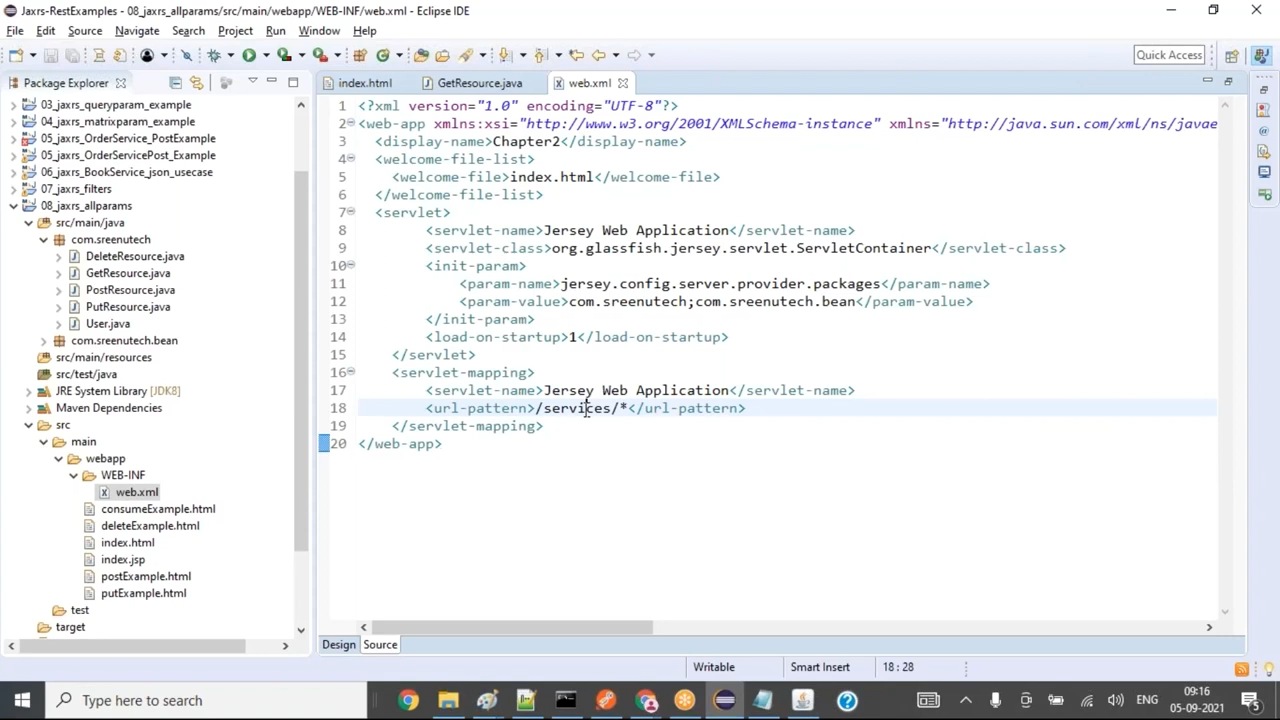 Jaxrs-RestExamples - 08_jaxrs_allparams/src/main/webapp/WEB-INF/web.xml - Eclipse IDE
File Edit Source Navigate Search Project Run Window Help
Quick Access
Package Explorer
03_jaxrs_queryparam_example
04_jaxrs_matrixparam_example
05_jaxrs_OrderService_PostExample
05_jaxrs_OrderServicePost_Example
06_jaxrs_BookService_json_usecase
07_jaxrs_filters
08_jaxrs_allparams
src/main/java
com.sreenutech
DeleteResource.java
GetResource.java
PostResource.java
PutResource.java
User.java
com.sreenutech.bean
src/main/resources
src/test/java
JRE System Library [JDK8]
Maven Dependencies
src
main
webapp
WEB-INF
web.xml
consumeExample.html
deleteExample.html
index.html
index.jsp
postExample.html
putExample.html
test
target
index.html GetResource.java web.xml
1 <?xml version="1.0" encoding="UTF-8"?>
2 <web-app xmlns:xsi="http://www.w3.org/2001/XMLSchema-instance" xmlns="http://java.sun.com/xml/ns/javae
3 <display-name>Chapter2</display-name>
4 <welcome-file-list>
5 <welcome-file>index.html</welcome-file>
6 </welcome-file-list>
7 <servlet>
8 <servlet-name>Jersey Web Application</servlet-name>
9 <servlet-class>org.glassfish.jersey.servlet.ServletContainer</servlet-class>
10 <init-param>
11 <param-name>jersey.config.server.provider.packages</param-name>
12 <param-value>com.sreenutech;com.sreenutech.bean</param-value>
13 </init-param>
14 <load-on-startup>1</load-on-startup>
15 </servlet>
16 <servlet-mapping>
17 <servlet-name>Jersey Web Application</servlet-name>
18 <url-pattern>/services/*</url-pattern>
19 </servlet-mapping>
20 </web-app>
Design Source
Writable Smart Insert 18 : 28
Type here to search
ENG
09:16
05-09-2021
5